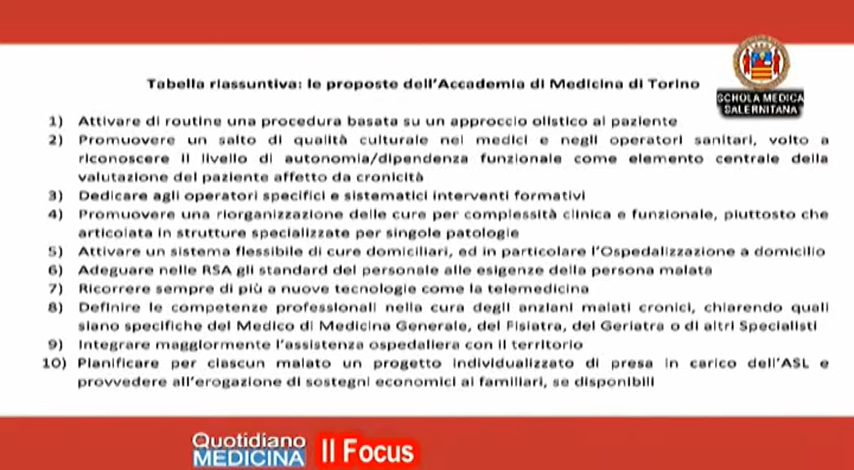 Tabella riassuntiva: le proposte dell'Accademia di Medicina di Torino
SCHOLA MEDICA
SALERNITANA
1) Attivare di routine una procedura basata su un approccio olistico al paziente
2) Promuovere un salto di qualità culturale nei medici e negli operatori sanitari, volto a
riconoscere il livello di autonomia/dipendenza funzionale come elemento centrale della
valutazione del paziente affetto da cronicità
3) Dedicare agli operatori specifici e sistematici interventi formativi
4) Promuovere una riorganizzazione delle cure per complessità clinica e funzionale, piuttosto che
articolata in strutture specializzate per singole patologie
5) Attivare un sistema flessibile di cure domiciliari, ed in particolare l'Ospedalizzazione a domicilio
6) Adeguare nelle RSA gli standard del personale alle esigenze della persona malata
7) Ricorrere sempre di più a nuove tecnologie come la telemedicina
8) Definire le competenze professionali nella cura degli anziani malati cronici, chiarendo quali
siano specifiche del Medico di Medicina Generale, del Fisiatra, del Geriatra o di altri Specialisti
9) Integrare maggiormente l'assistenza ospedaliera con il territorio
10) Planificare per ciascun malato un progetto individualizzato di presa in carico dell'ASL e
provvedere all'erogazione di sostegni economici ai familiari, se disponibili
Quotidiano
MEDICINA
Il Focus